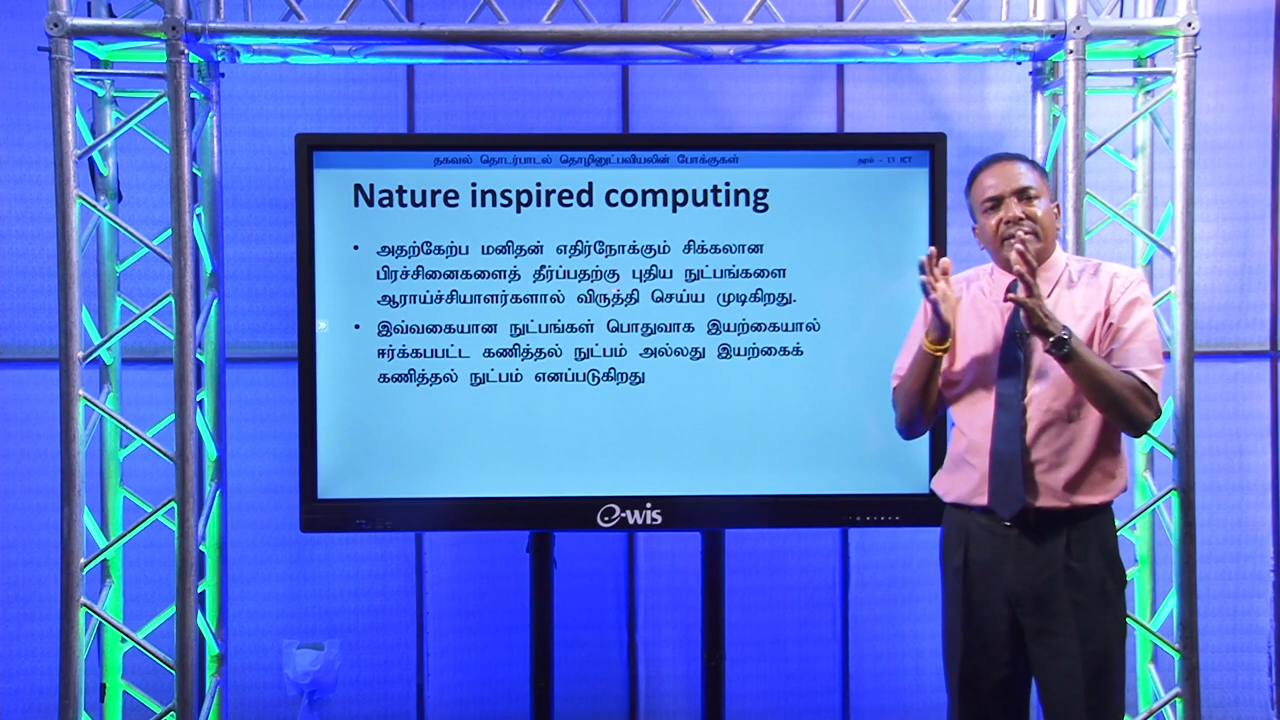 தகவல் தொடர்பாடல் தொழினுட்பவியலின் போக்குகள்
தரம் - 13 ICT
Nature inspired computing
• அதற்கேற்ப மனிதன் எதிர்நோக்கும் சிக்கலான
பிரச்சினைகளைத் தீர்ப்பதற்கு புதிய நுட்பங்களை
ஆராய்ச்சியாளர்களால் விருத்தி செய்ய முடிகிறது.
• இவ்வகையான நுட்பங்கள் பொதுவாக இயற்கையால்
ஈர்க்கபபட்ட கணித்தல் நுட்பம் அல்லது இயற்கைக்
கணித்தல் நுட்பம் எனப்படுகிறது
e-wis